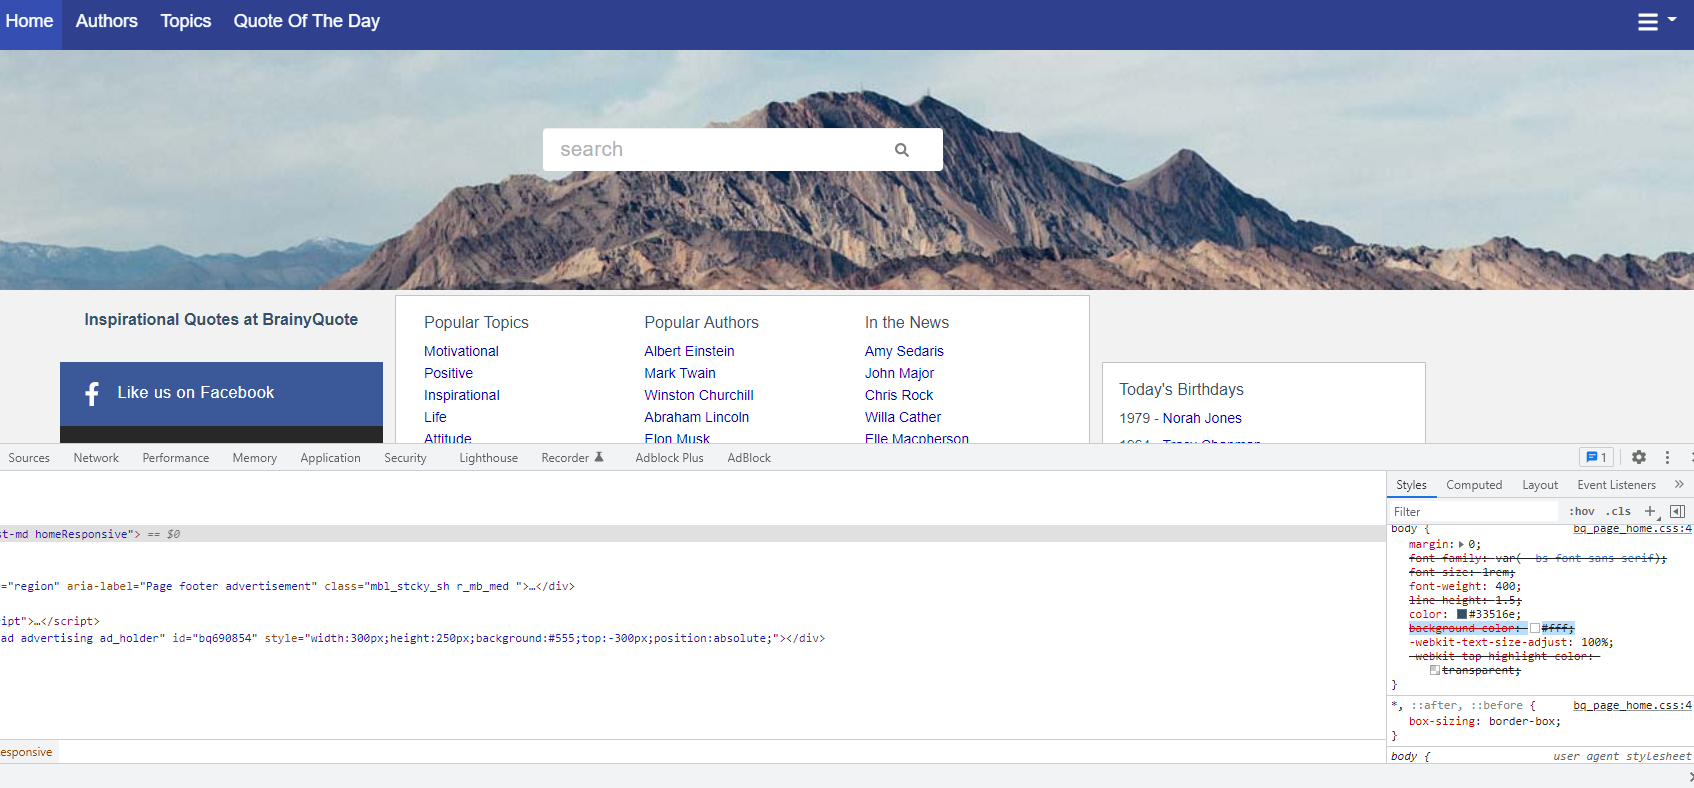 Home Authors Topics Quote Of The Day
search
Inspirational Quotes at BrainyQuote
Like us on Facebook
Popular Topics
Motivational
Positive
Inspirational
Life
Attitude
Popular Authors
Albert Einstein
Mark Twain
Winston Churchill
Abraham Lincoln
Elon Musk
In the News
Amy Sedaris
John Major
Chris Rock
Willa Cather
Elle Macpherson
Today's Birthdays
1979 - Norah Jones
1964 - Tracy Chapman
Sources Network Performance Memory Application Security Lighthouse Recorder Adblock Plus AdBlock 1
st-md homeResponsive"> == $0
="region" aria-label="Page footer advertisement" class="mbl_stcky_sh r_mb_med ">…</div>
ript">…</script>
ad advertising ad_holder" id="bq690854" style="width:300px;height:250px;background:#555;top:-300px;position:absolute;"></div>
esponsive
Styles Computed Layout Event Listeners »
Filter :hov .cls +
body { bq_page_home.css:4
margin: 0;
font-family: var(--bs-font-sans-serif);
font-size: 1rem;
font-weight: 400;
line-height: 1.5;
color: #33516e;
background-color: #fff;
-webkit-text-size-adjust: 100%;
-webkit-tap-highlight-color:
transparent;
}
*, ::after, ::before { bq_page_home.css:4
box-sizing: border-box;
}
body { user agent stylesheet